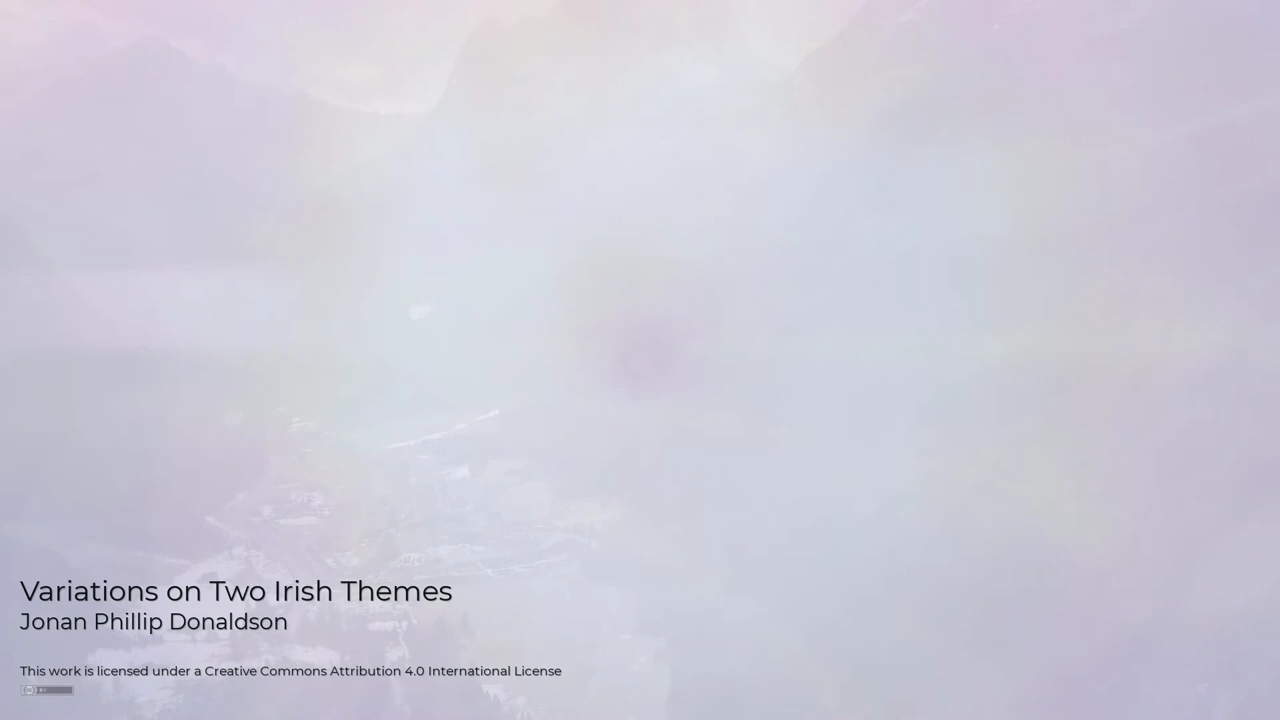 Variations on Two Irish Themes
Jonan Phillip Donaldson
This work is licensed under a Creative Commons Attribution 4.0 International License